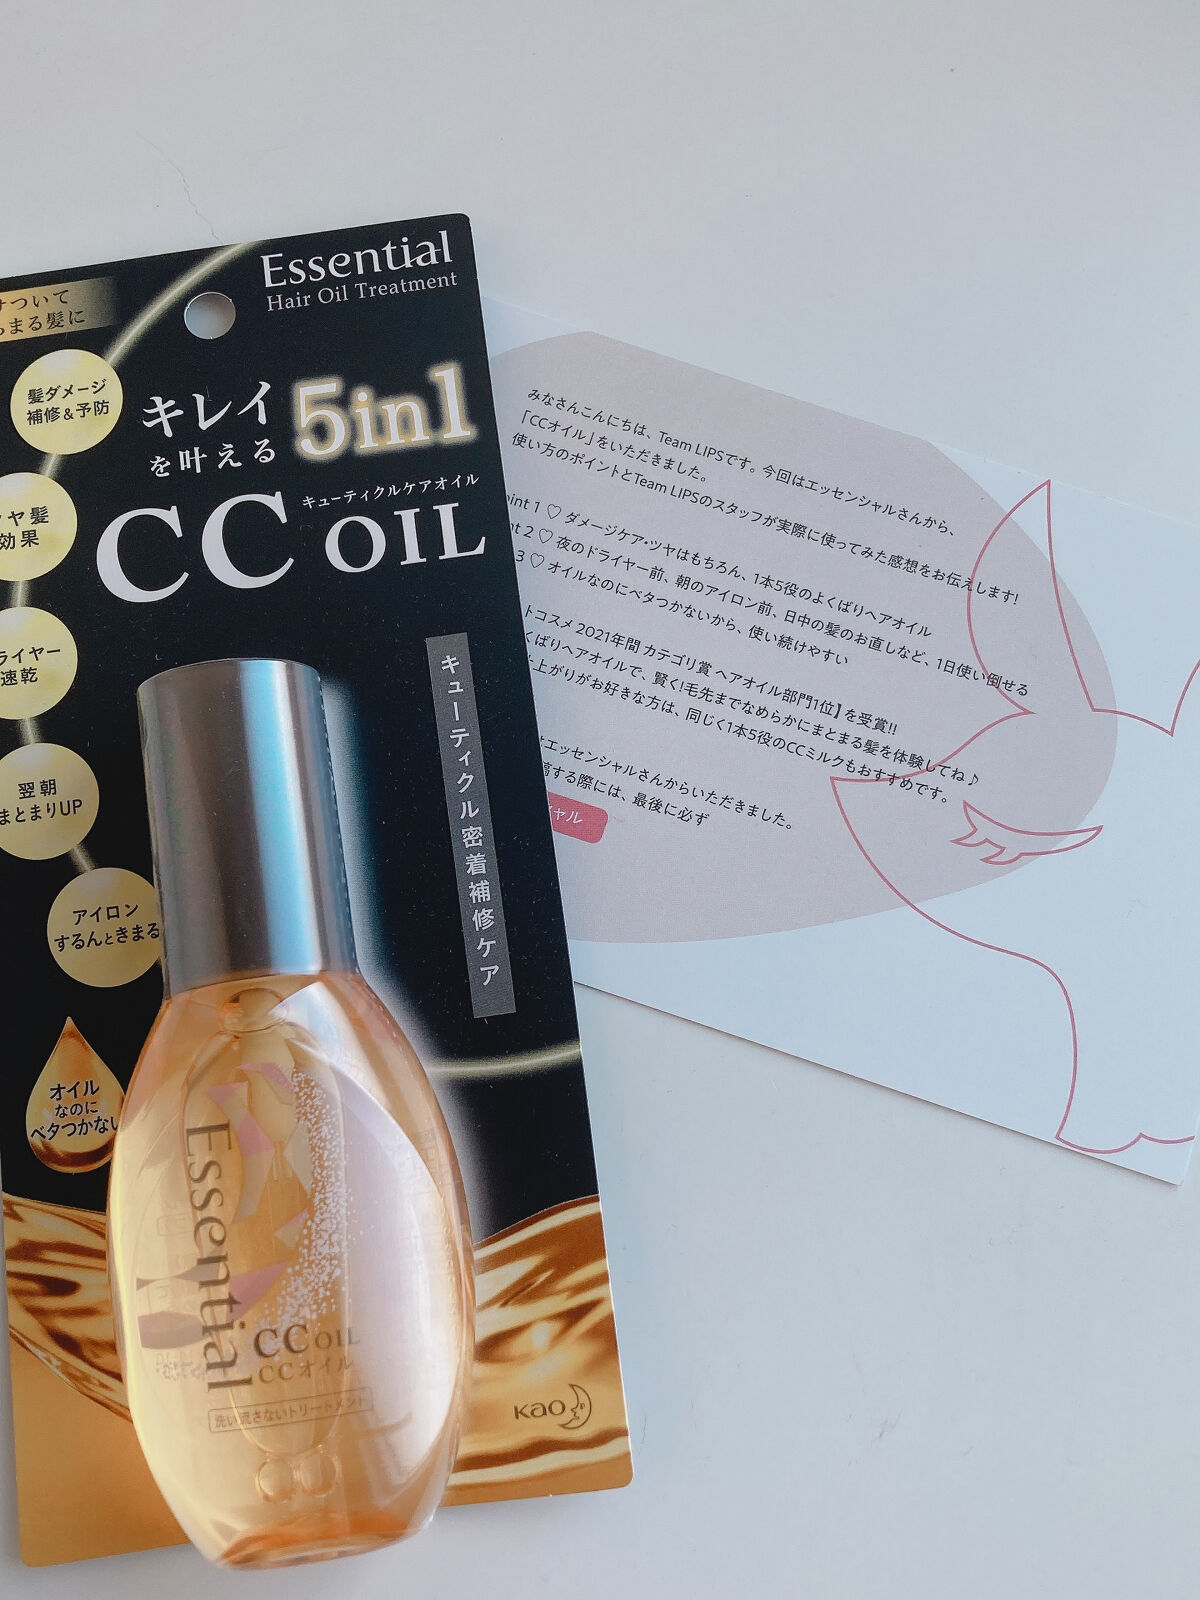 Essential
Hair Oil Treatment
ついて
まる髪に
髪ダメージ
補修&予防
キレイ
を叶える
5in1
ヤ髪
効果
キューティクルケアオイル
CC OIL
ライヤー
速乾
翌朝
まとまりUP
アイロン
するんときまる
キューティクル密着補修ケア
オイル
なのに
ベタつかない
Essential
CC OIL
CCオイル
洗い流さないトリートメント
Kao
みなさんこんにちは、Team LIPSです。今回はエッセンシャルさんから、
「CCオイル」をいただきました。
使い方のポイントとTeam LIPSのスタッフが実際に使ってみた感想をお伝えします!
int 1 ♡ ダメージケア・ツヤはもちろん、1本5役のよくばりヘアオイル
nt 2 ♡ 夜のドライヤー前、朝のアイロン前、日中の髪のお直しなど、1日使い倒せる
3 ♡ オイルなのにベタつかないから、使い続けやすい
トコスメ 2021年間 カテゴリ賞 ヘアオイル部門1位】を受賞!!
くばりヘアオイルで、賢く!毛先までなめらかにまとまる髪を体験してね♪
上がりがお好きな方は、同じく1本5役のCCミルクもおすすめです。
エッセンシャルさんからいただきました。
稿する際には、最後に必ず
シャル